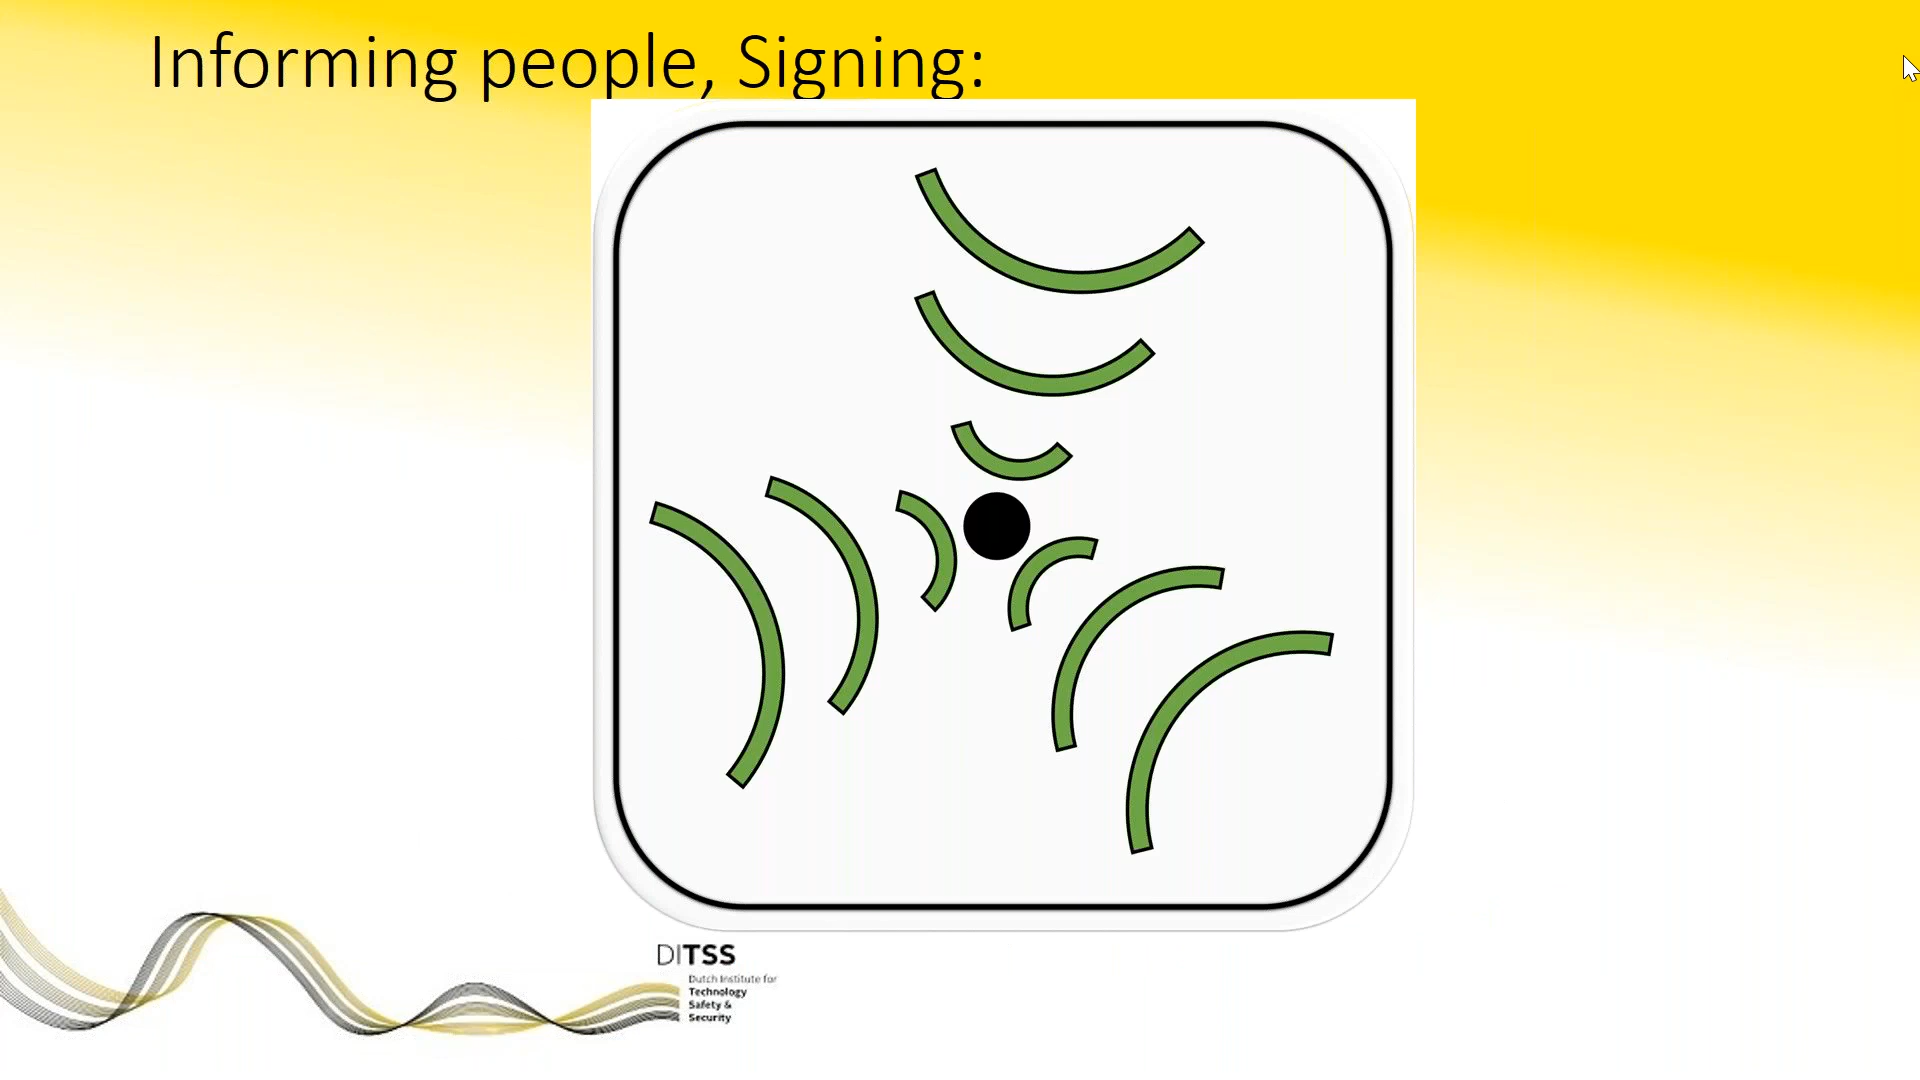 Informing people, Signing:
DITSS
Dutch Institute for
Technology
Safety &
Security